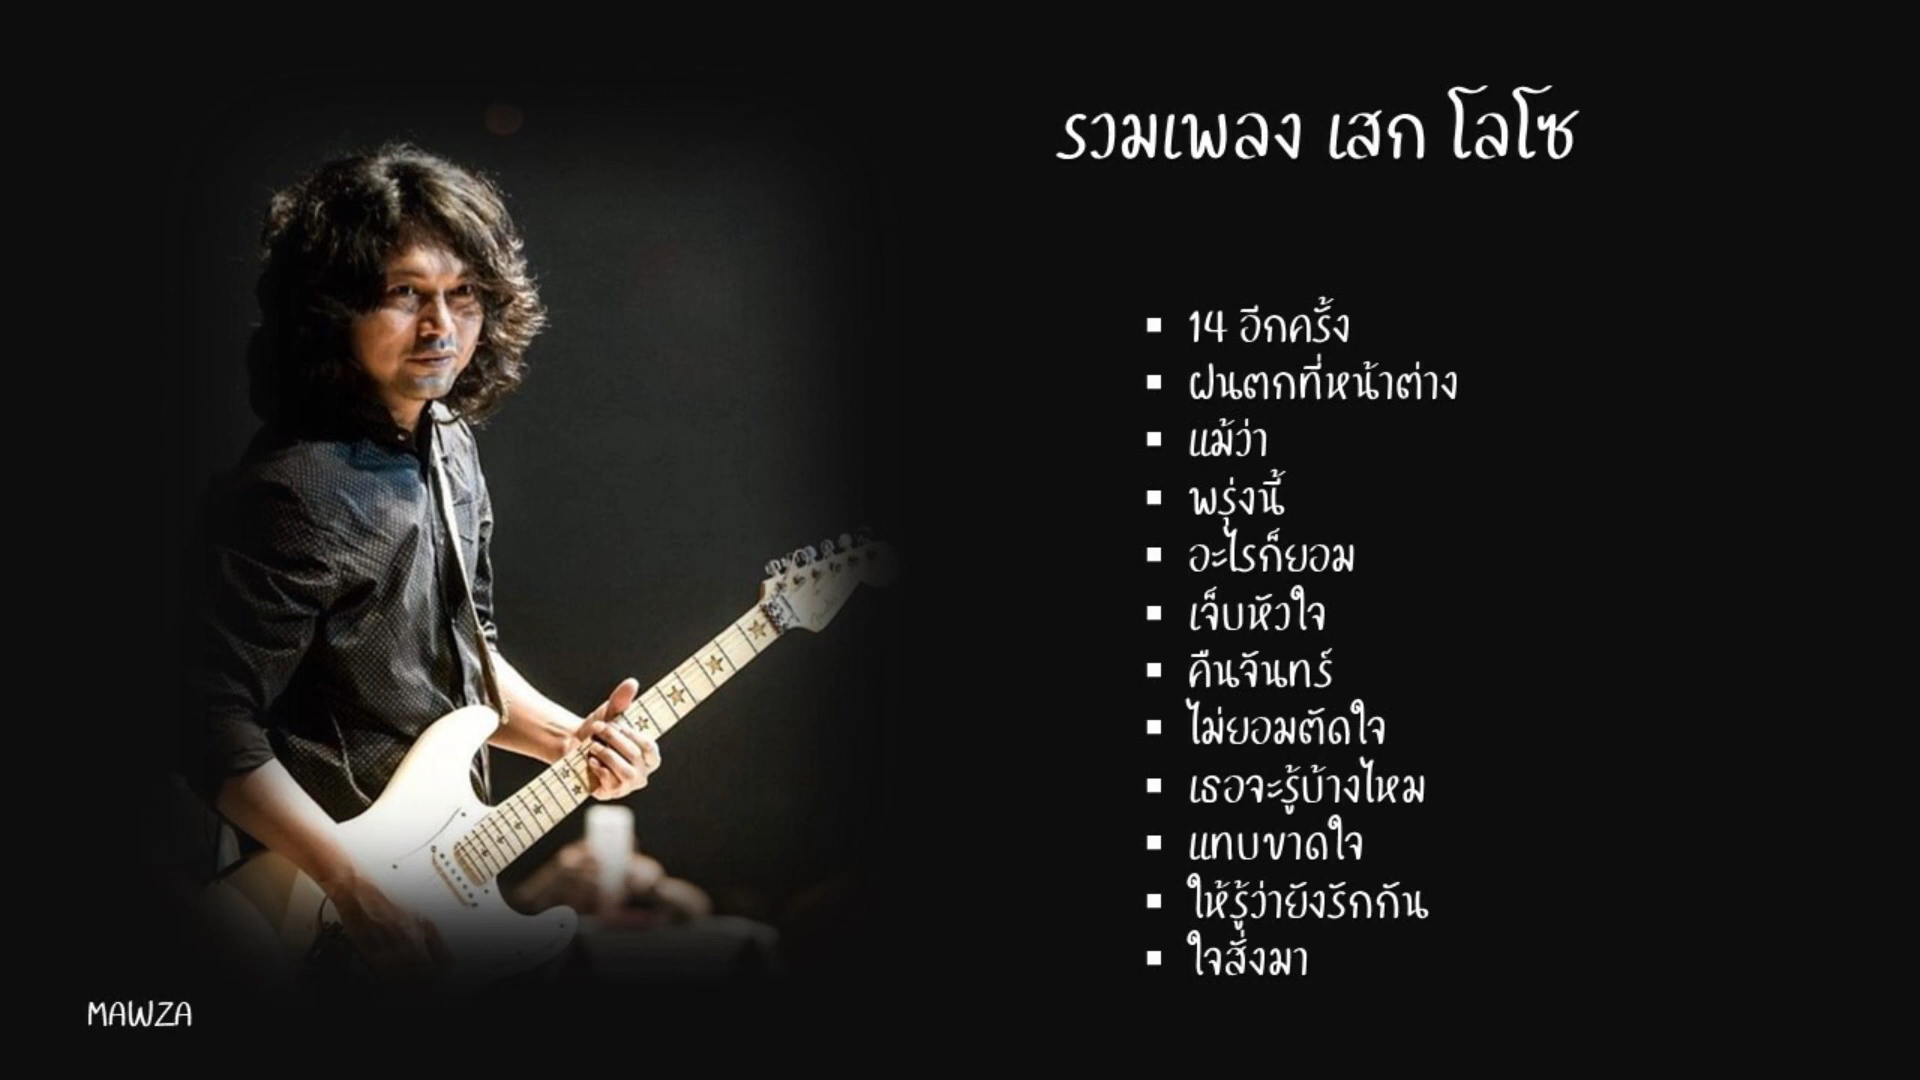 รวมเพลง เสก โลโซ
▪ 14 อีกครั้ง
▪ ฝนตกที่หน้าต่าง
▪ แม้ว่า
▪ พรุ่งนี้
▪ อะไรก็ยอม
▪ เจ็บหัวใจ
▪ คืนจันทร์
▪ ไม่ยอมตัดใจ
▪ เธอจะรู้บ้างไหม
▪ แทบขาดใจ
▪ ให้รู้ว่ายังรักกัน
▪ ใจสั่งมา
MAWZA